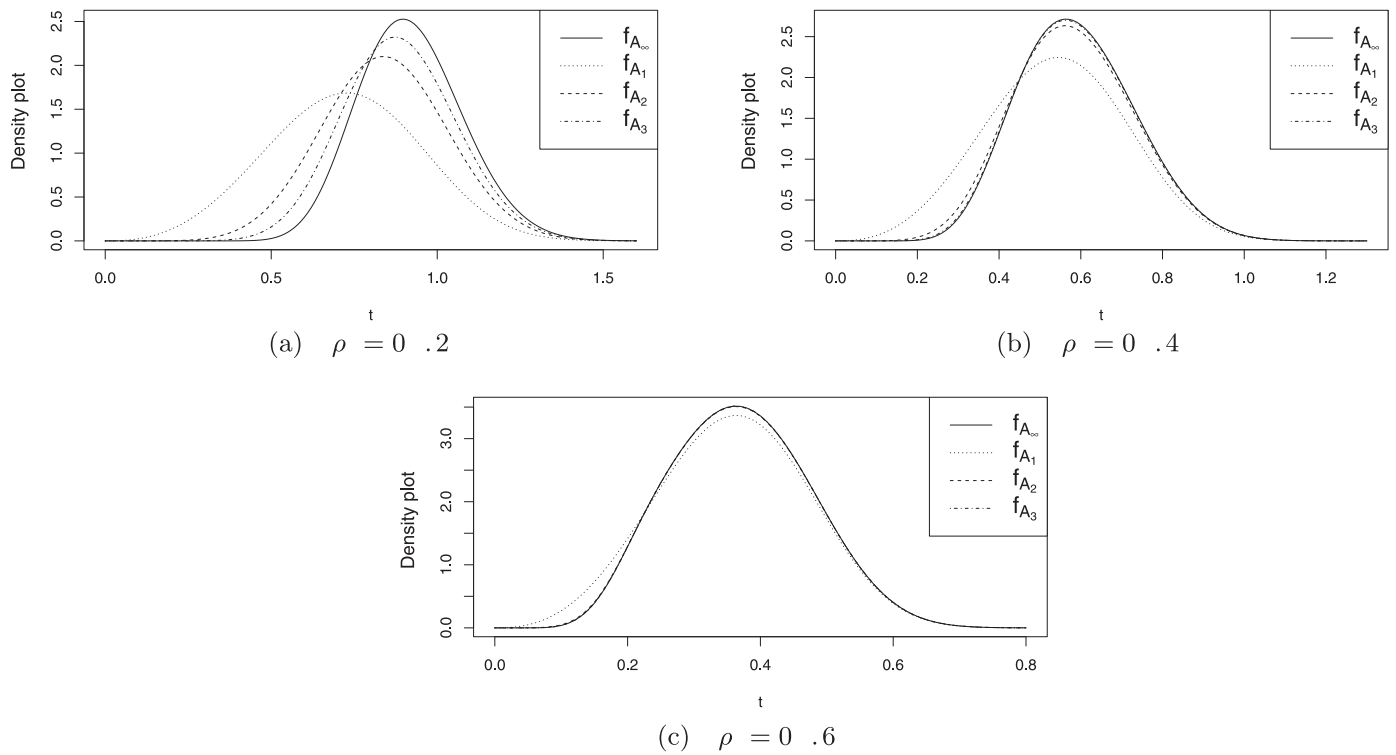 Density plot
0.0 0.5 1.0 1.5 2.0 2.5
0.0 0.5 1.0 1.5
t
f_{A_∞}
f_{A_1}
f_{A_2}
f_{A_3}
(a) ρ = 0 .2
Density plot
0.0 0.5 1.0 1.5 2.0 2.5
0.0 0.2 0.4 0.6 0.8 1.0 1.2
t
f_{A_∞}
f_{A_1}
f_{A_2}
f_{A_3}
(b) ρ = 0 .4
Density plot
0.0 1.0 2.0 3.0
0.0 0.2 0.4 0.6 0.8
t
f_{A_∞}
f_{A_1}
f_{A_2}
f_{A_3}
(c) ρ = 0 .6